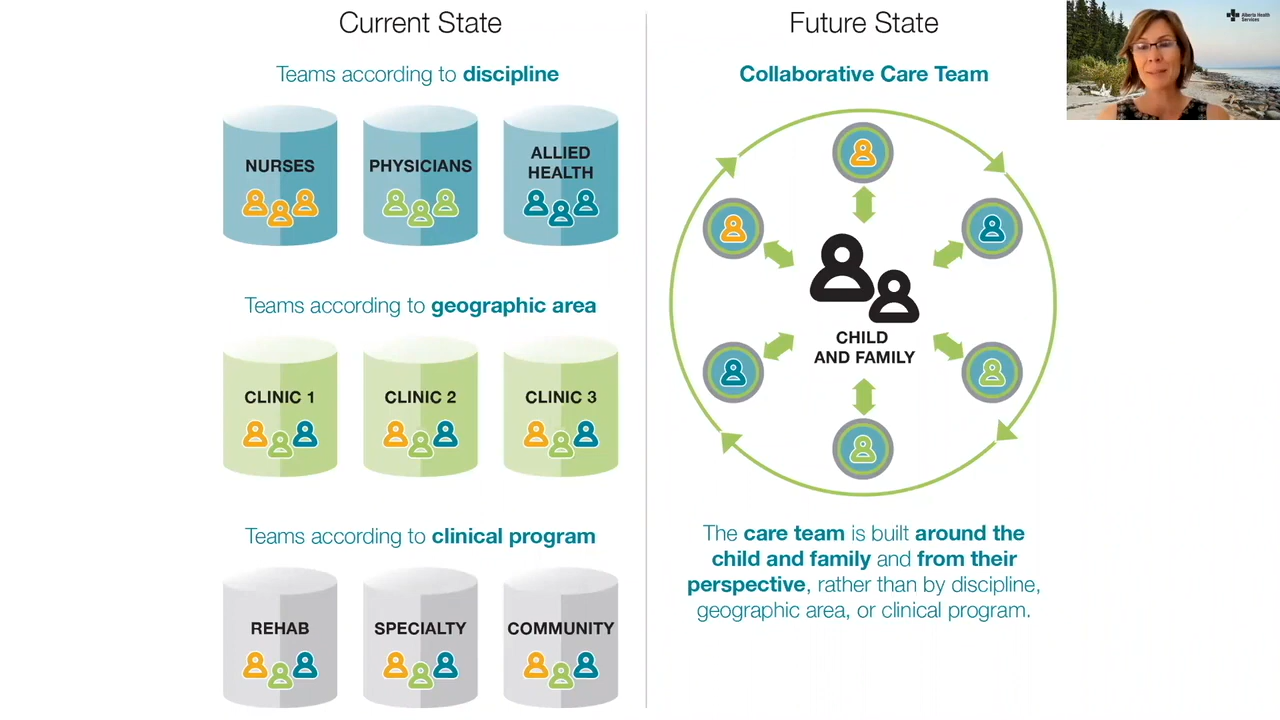 Current State
Teams according to discipline
NURSES
PHYSICIANS
ALLIED
HEALTH
Teams according to geographic area
CLINIC 1
CLINIC 2
CLINIC 3
Teams according to clinical program
REHAB
SPECIALTY
COMMUNITY
Future State
Collaborative Care Team
CHILD
AND FAMILY
The care team is built around the
child and family and from their
perspective, rather than by discipline,
geographic area, or clinical program.
Alberta Health
Services